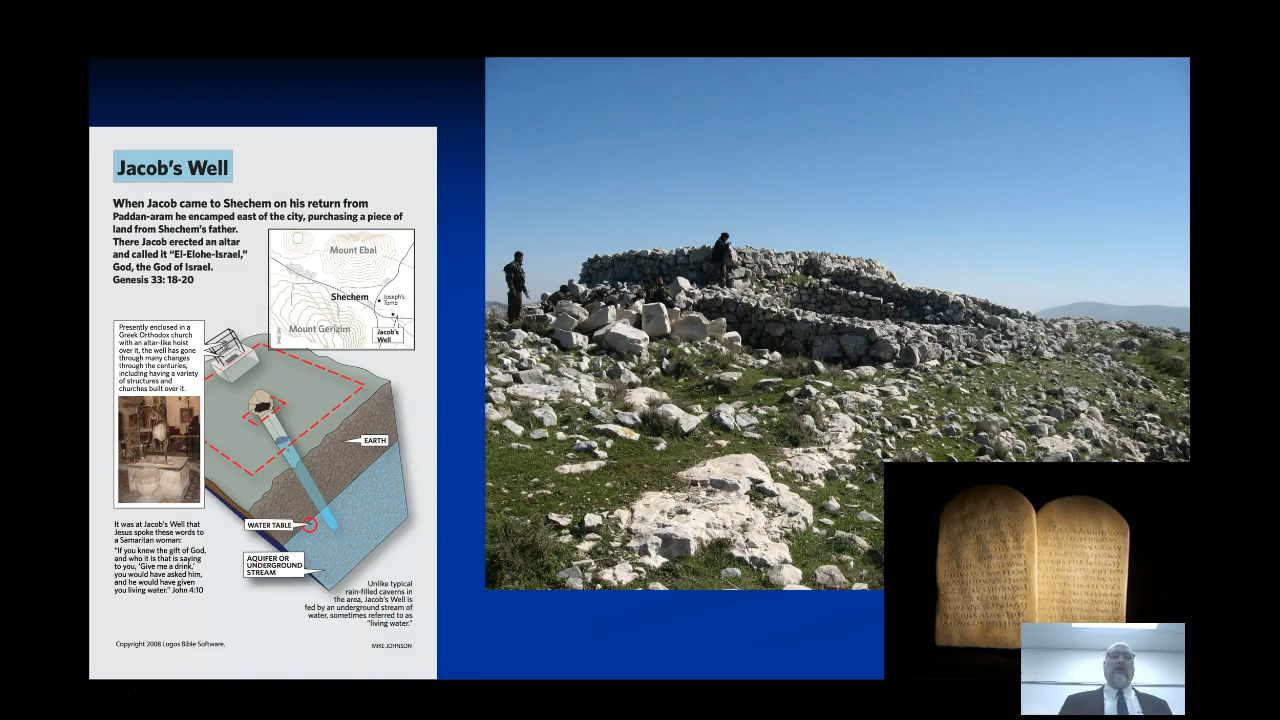 Jacob's Well
When Jacob came to Shechem on his return from
Paddan-aram he encamped east of the city, purchasing a piece of
land from Shechem's father.
There Jacob erected an altar
and called it “El-Elohe-Israel,”
God, the God of Israel.
Genesis 33: 18-20
Mount Ebal
Shechem
Joseph's
Tomb
Mount Gerizim
Jacob's
Well
Presently enclosed in a
Greek Orthodox church
with an altar-like hoist
over it, the well has gone
through many changes
through the centuries,
including having a variety
of structures and
churches built over it.
EARTH
WATER TABLE
AQUIFER OR
UNDERGROUND
STREAM
It was at Jacob's Well that
Jesus spoke these words to
a Samaritan woman:
“If you knew the gift of God,
and who it is that is saying
to you, ‘Give me a drink,’
you would have asked him,
and he would have given
you living water.” John 4:10
Unlike typical
rain-filled caverns in
the area, Jacob's Well is
fed by an underground stream of
water, sometimes referred to as
“living water.”
Copyright 2008 Logos Bible Software.
MIKE JOHNSON